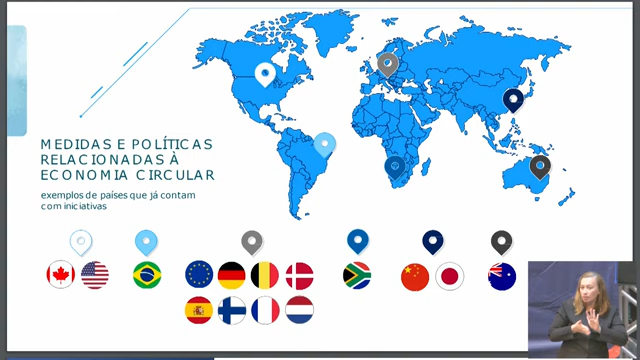 MEDIDAS E POLÍTICAS
RELACIONADAS À
ECONOMIA CIRCULAR
exemplos de países que já contam
com iniciativas